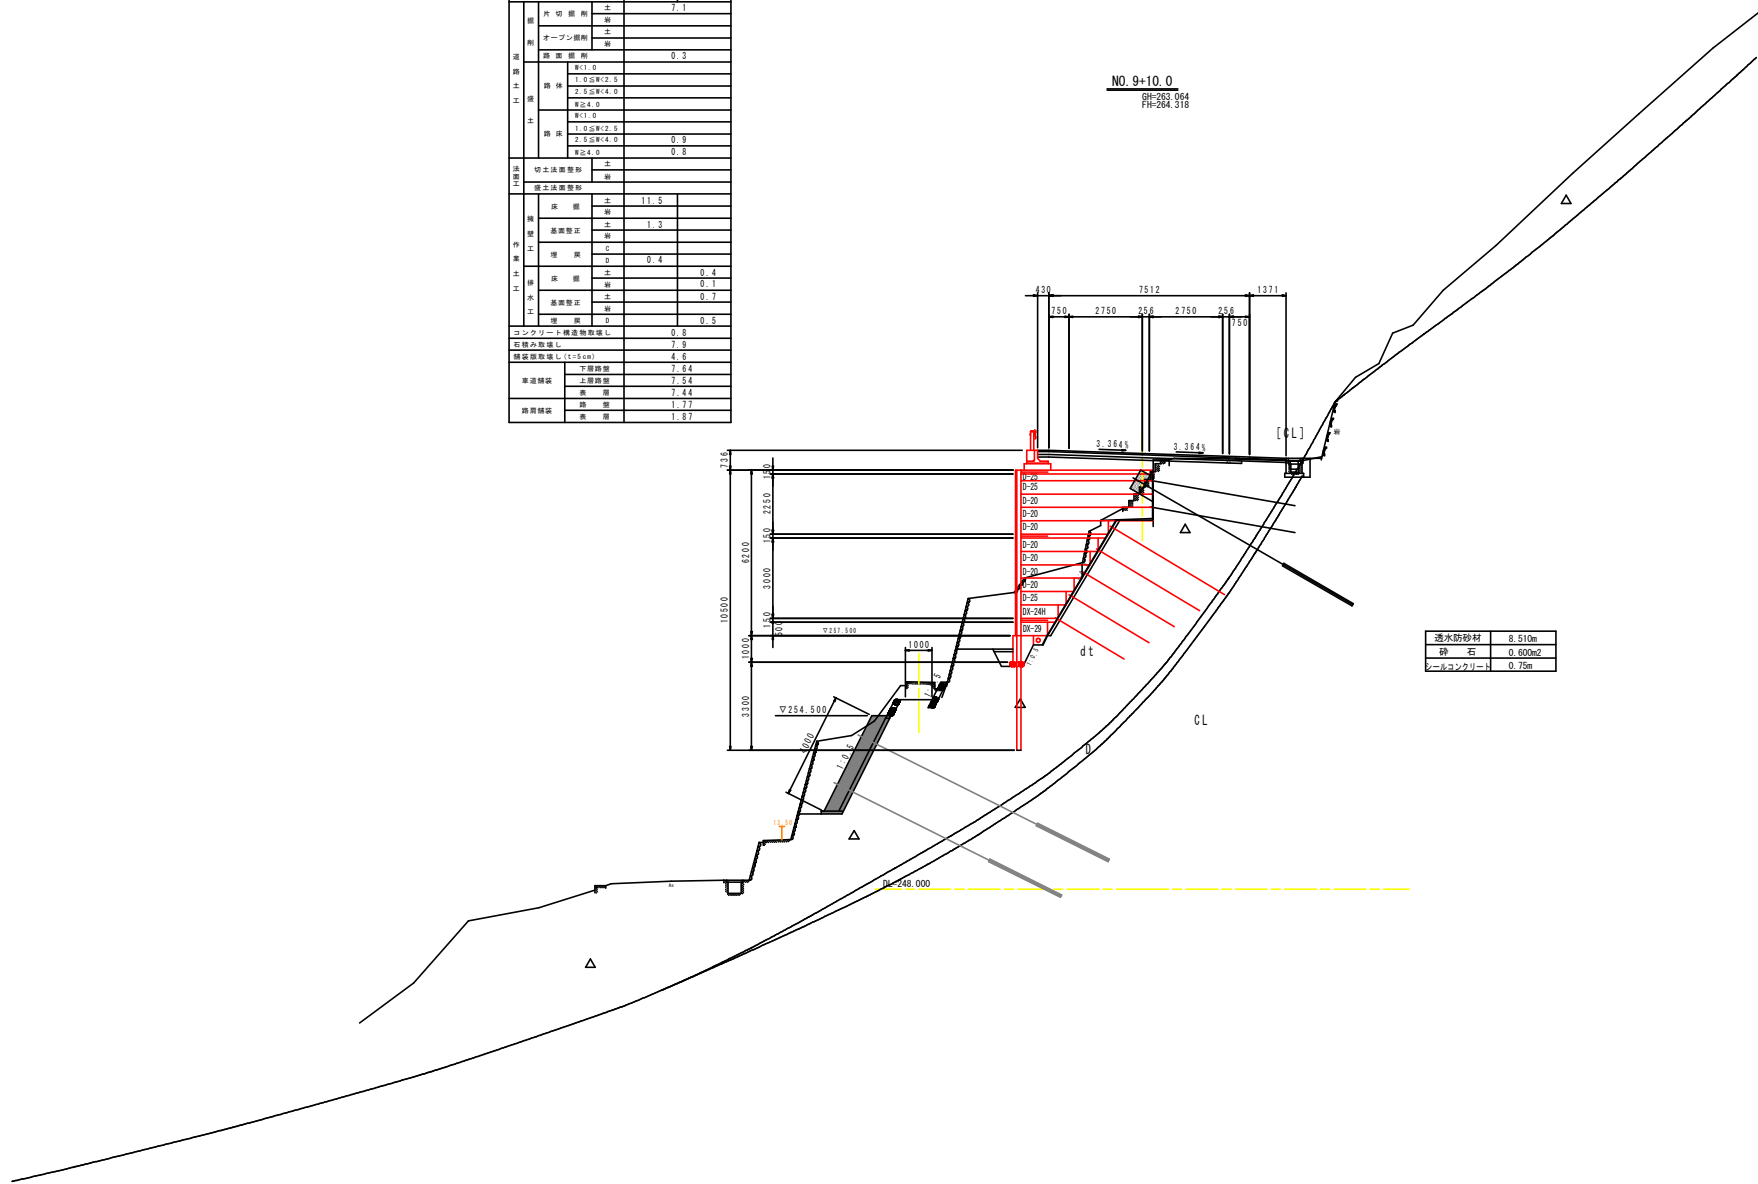 道路土工 掘削 片切掘削 土 7.1
岩
オープン掘削 土
岩
路面掘削 0.3
盛土 路体 W<1.0
1.0≦W<2.5
2.5≦W<4.0
W≧4.0
路床 W<1.0
1.0≦W<2.5
2.5≦W<4.0 0.9
W≧4.0 0.8
法面工 切土法面整形 土
岩
盛土法面整形
作業土工 擁壁工 床掘 土 11.5
岩
基面整正 土 1.3
岩
埋戻 C
D 0.4
排水工 床掘 土 0.4
岩 0.1
基面整正 土 0.7
岩
埋戻 D 0.5
コンクリート構造物取壊し 0.8
石積み取壊し 7.9
舗装版取壊し(t=5cm) 4.6
車道舗装 下層路盤 7.64
上層路盤 7.54
表層 7.44
路肩舗装 路盤 1.77
表層 1.87
NO.9+10.0
GH=263.064
FH=264.318
430 7512 1371
750 2750 256 2750 256 750
3.364% 3.364%
[CL]
岩
736
150
2250
150
3000
150
500
6200
10500
1000
3300
D-25
D-25
D-20
D-20
D-20
D-20
D-20
D-20
D-20
D-25
DX-24H
DX-29
▽257.500
1000
▽254.500
4000
1:0.5
dt
CL
D
DL=248.000
透水防砂材 8.510m
砕石 0.600m2
シールコンクリート 0.75m